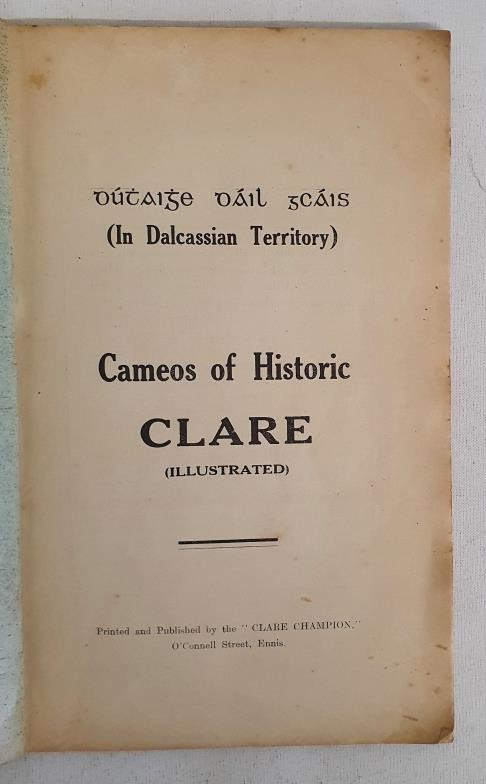 Dúṫaiġe Dáil gCáis
(In Dalcassian Territory)
Cameos of Historic
CLARE
(ILLUSTRATED)
Printed and Published by the "CLARE CHAMPION,"
O'Connell Street, Ennis.